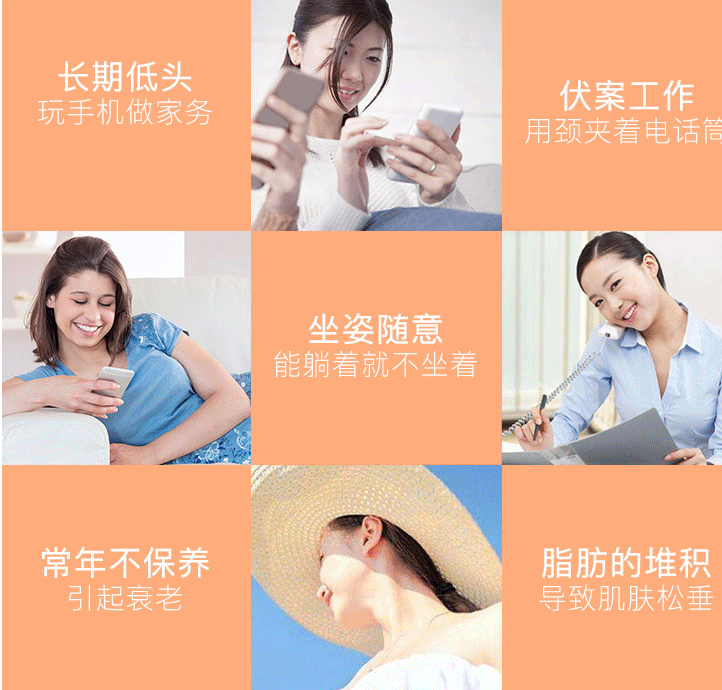 长期低头
玩手机做家务
伏案工作
用颈夹着电话筒
坐姿随意
能躺着就不坐着
常年不保养
引起衰老
脂肪的堆积
导致肌肤松垂